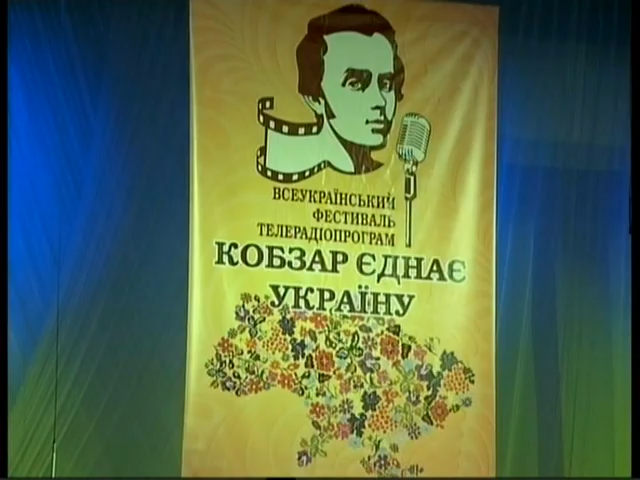 ВСЕУКРАЇНСЬКИЙ
ФЕСТИВАЛЬ
ТЕЛЕРАДІОПРОГРАМ
КОБЗАР ЄДНАЄ
УКРАЇНУ